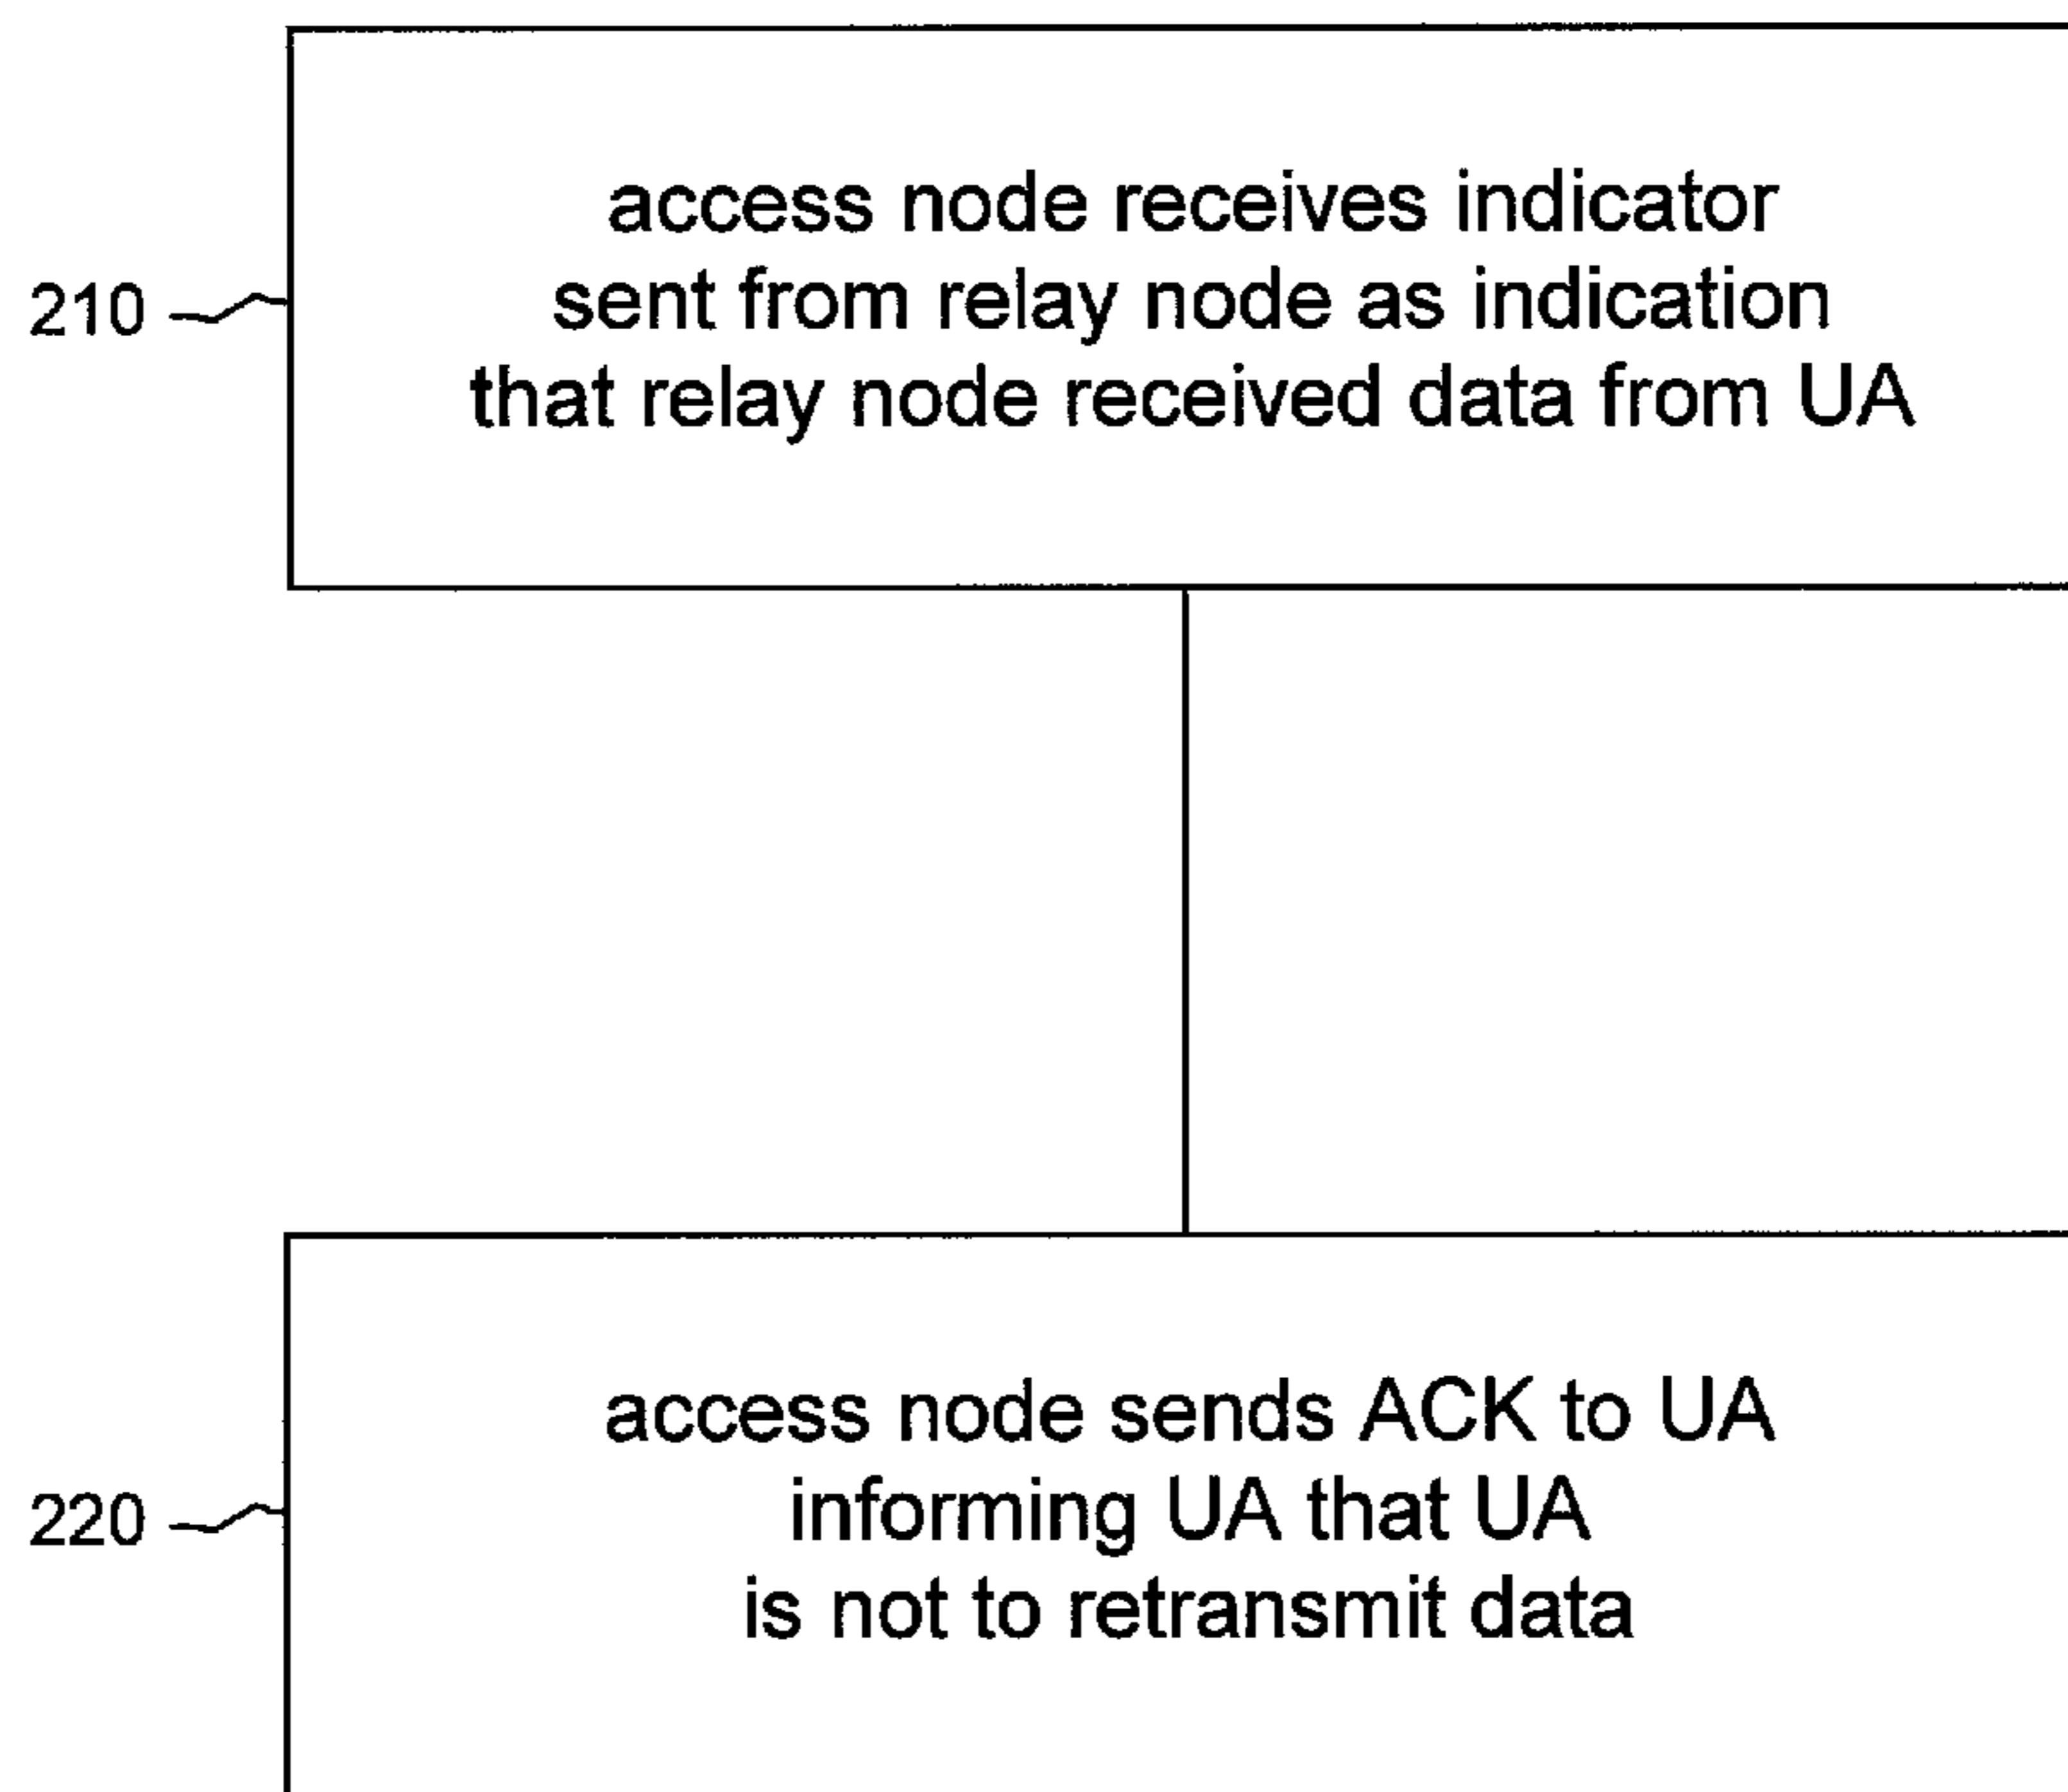 access node receives indicator
sent from relay node as indication
that relay node received data from UA
210
access node sends ACK to UA
informing UA that UA
is not to retransmit data
220